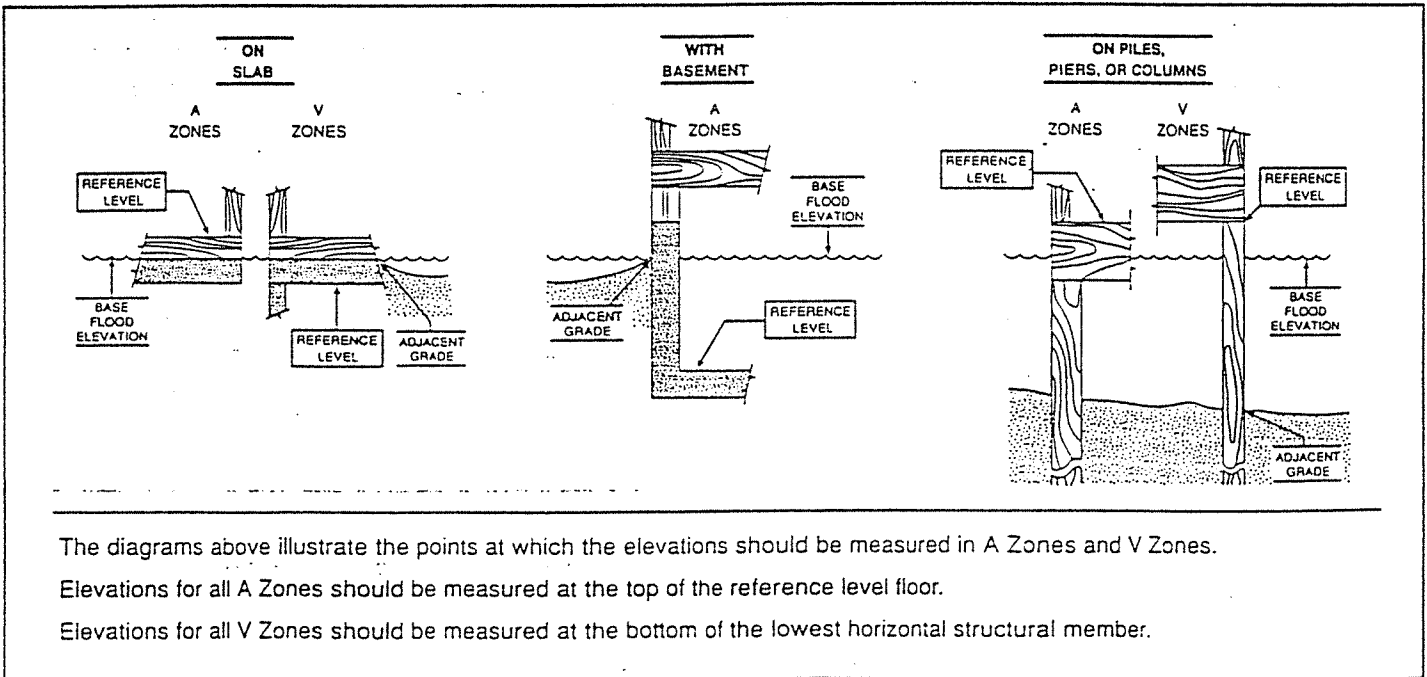 ON
SLAB
A
ZONES
V
ZONES
REFERENCE
LEVEL
BASE
FLOOD
ELEVATION
REFERENCE
LEVEL
ADJACENT
GRADE
WITH
BASEMENT
A
ZONES
BASE
FLOOD
ELEVATION
ADJACENT
GRADE
REFERENCE
LEVEL
ON PILES,
PIERS, OR COLUMNS
A
ZONES
V
ZONES
REFERENCE
LEVEL
REFERENCE
LEVEL
BASE
FLOOD
ELEVATION
ADJACENT
GRADE
The diagrams above illustrate the points at which the elevations should be measured in A Zones and V Zones.
Elevations for all A Zones should be measured at the top of the reference level floor.
Elevations for all V Zones should be measured at the bottom of the lowest horizontal structural member.